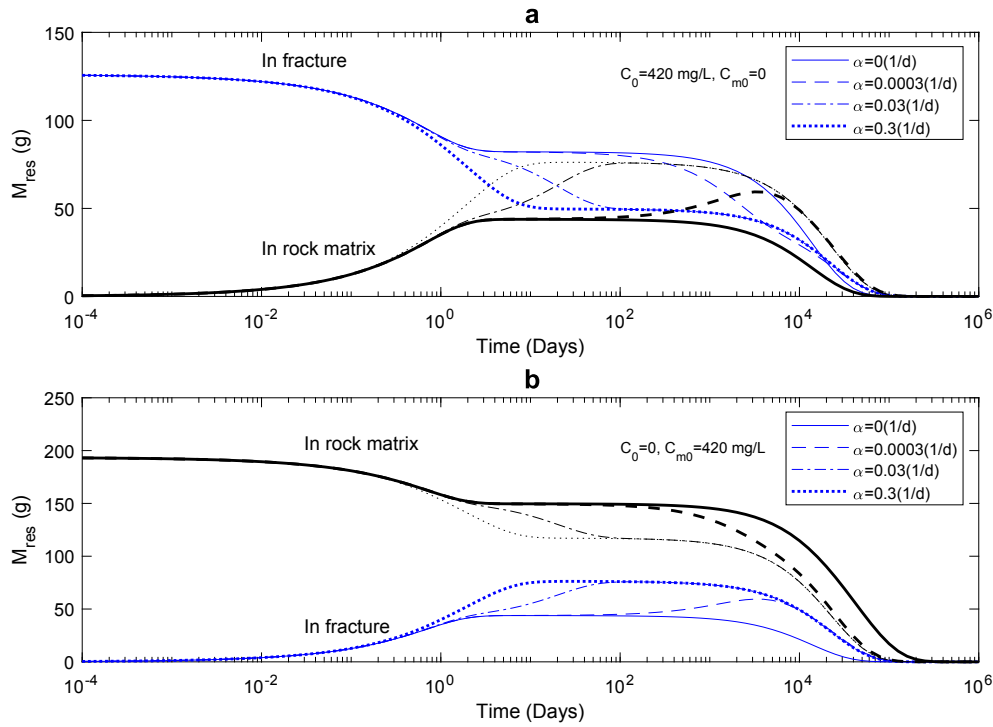 a
150
100
50
0
M_res (g)
In fracture
In rock matrix
C_0=420 mg/L, C_m0=0
α=0(1/d)
α=0.0003(1/d)
α=0.03(1/d)
α=0.3(1/d)
10^-4 10^-2 10^0 10^2 10^4 10^6
Time (Days)
b
250
200
150
100
50
0
M_res (g)
In rock matrix
In fracture
C_0=0, C_m0=420 mg/L
α=0(1/d)
α=0.0003(1/d)
α=0.03(1/d)
α=0.3(1/d)
10^-4 10^-2 10^0 10^2 10^4 10^6
Time (Days)